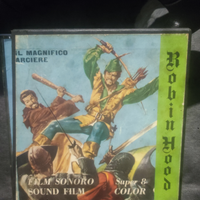 IL MAGNIFICO
ARCIERE
Robin Hood
FILM SONORO
SOUND FILM
Super 8
COLOR